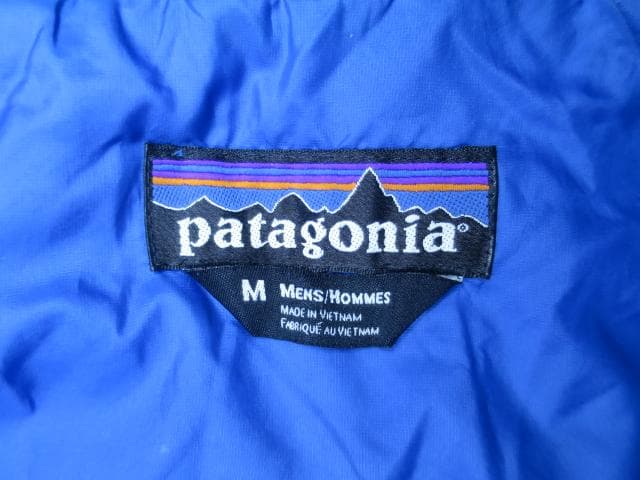 patagonia®
M MENS/HOMMES
MADE IN VIETNAM
FABRIQUÉ AU VIETNAM